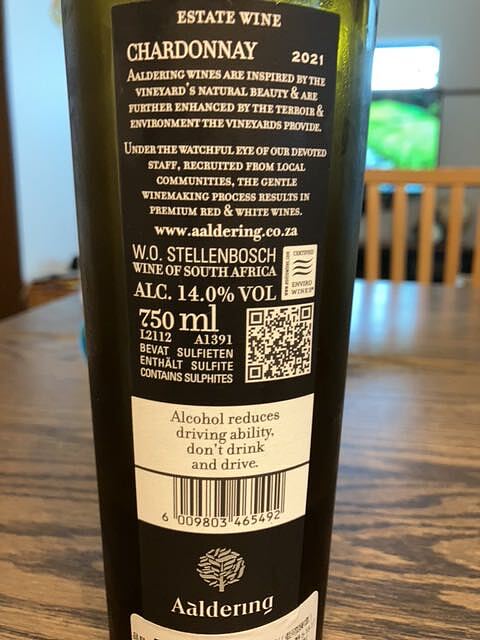 ESTATE WINE
CHARDONNAY 2021
AALDERING WINES ARE INSPIRED BY THE
VINEYARD'S NATURAL BEAUTY & ARE
FURTHER ENHANCED BY THE TERROIR &
ENVIRONMENT THE VINEYARDS PROVIDE.
UNDER THE WATCHFUL EYE OF OUR DEVOTED
STAFF, RECRUITED FROM LOCAL
COMMUNITIES, THE GENTLE
WINEMAKING PROCESS RESULTS IN
PREMIUM RED & WHITE WINES.
www.aaldering.co.za
W.O. STELLENBOSCH
WINE OF SOUTH AFRICA
CERTIFIED
ENVIRO
WINES
ALC. 14.0% VOL
750 ml
L2112 A1391
BEVAT SULFIETEN
ENTHÄLT SULFITE
CONTAINS SULPHITES
Alcohol reduces
driving ability,
don't drink
and drive.
6 009803 465492
Aaldering